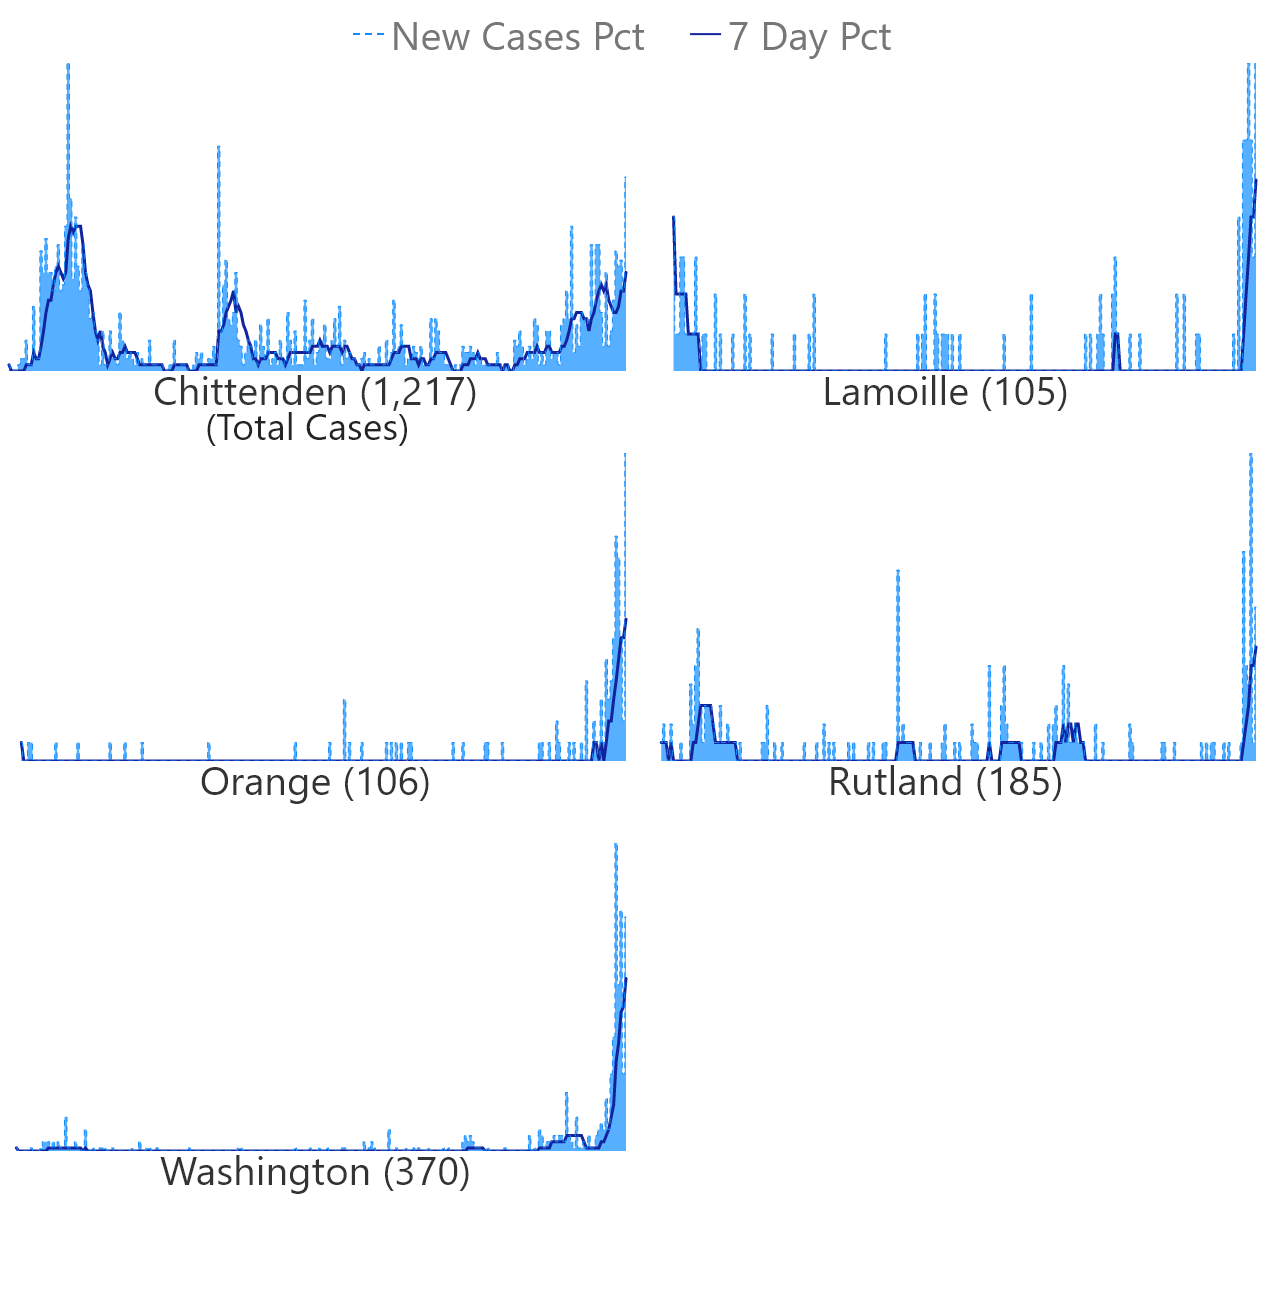 New Cases Pct 7 Day Pct
Chittenden (1,217) Lamoille (105)
(Total Cases)
Orange (106) Rutland (185)
Washington (370)